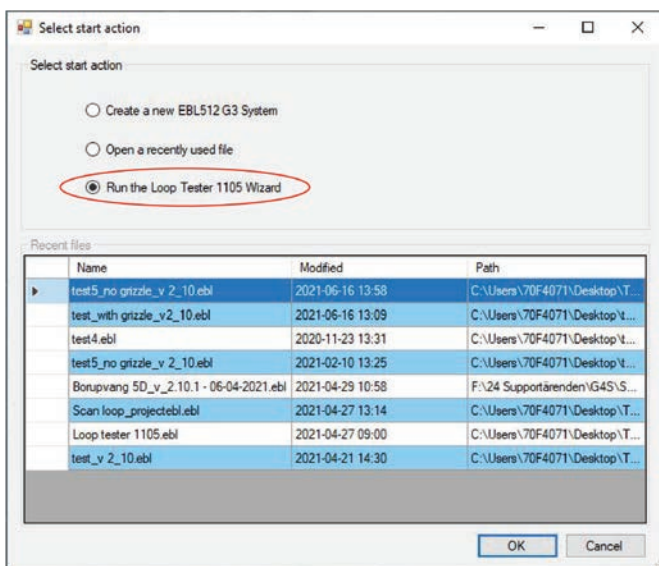 Select start action
Select start action
Create a new EBL512 G3 System
Open a recently used file
Run the Loop Tester 1105 Wizard
Recent files
Name Modified Path
test5_no grizzle_v 2_10.ebl 2021-06-16 13:58 C:\Users\70F4071\Desktop\T...
test_with grizzle_v2_10.ebl 2021-06-16 13:09 C:\Users\70F4071\Desktop\t...
test4.ebl 2020-11-23 13:31 C:\Users\70F4071\Desktop\t...
test5_no grizzle_v 2_10.ebl 2021-02-10 13:25 C:\Users\70F4071\Desktop\t...
Borupvang 5D_v_2.10.1 - 06-04-2021.ebl 2021-04-29 10:58 F:\24 Supportärenden\G4S\S...
Scan loop_projectebl.ebl 2021-04-27 13:14 C:\Users\70F4071\Desktop\T...
Loop tester 1105.ebl 2021-04-27 09:00 C:\Users\70F4071\Desktop\T...
test_v 2_10.ebl 2021-04-21 14:30 C:\Users\70F4071\Desktop\T...
OK Cancel